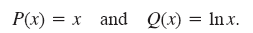 P(x) = x and Q(x) = ln x.